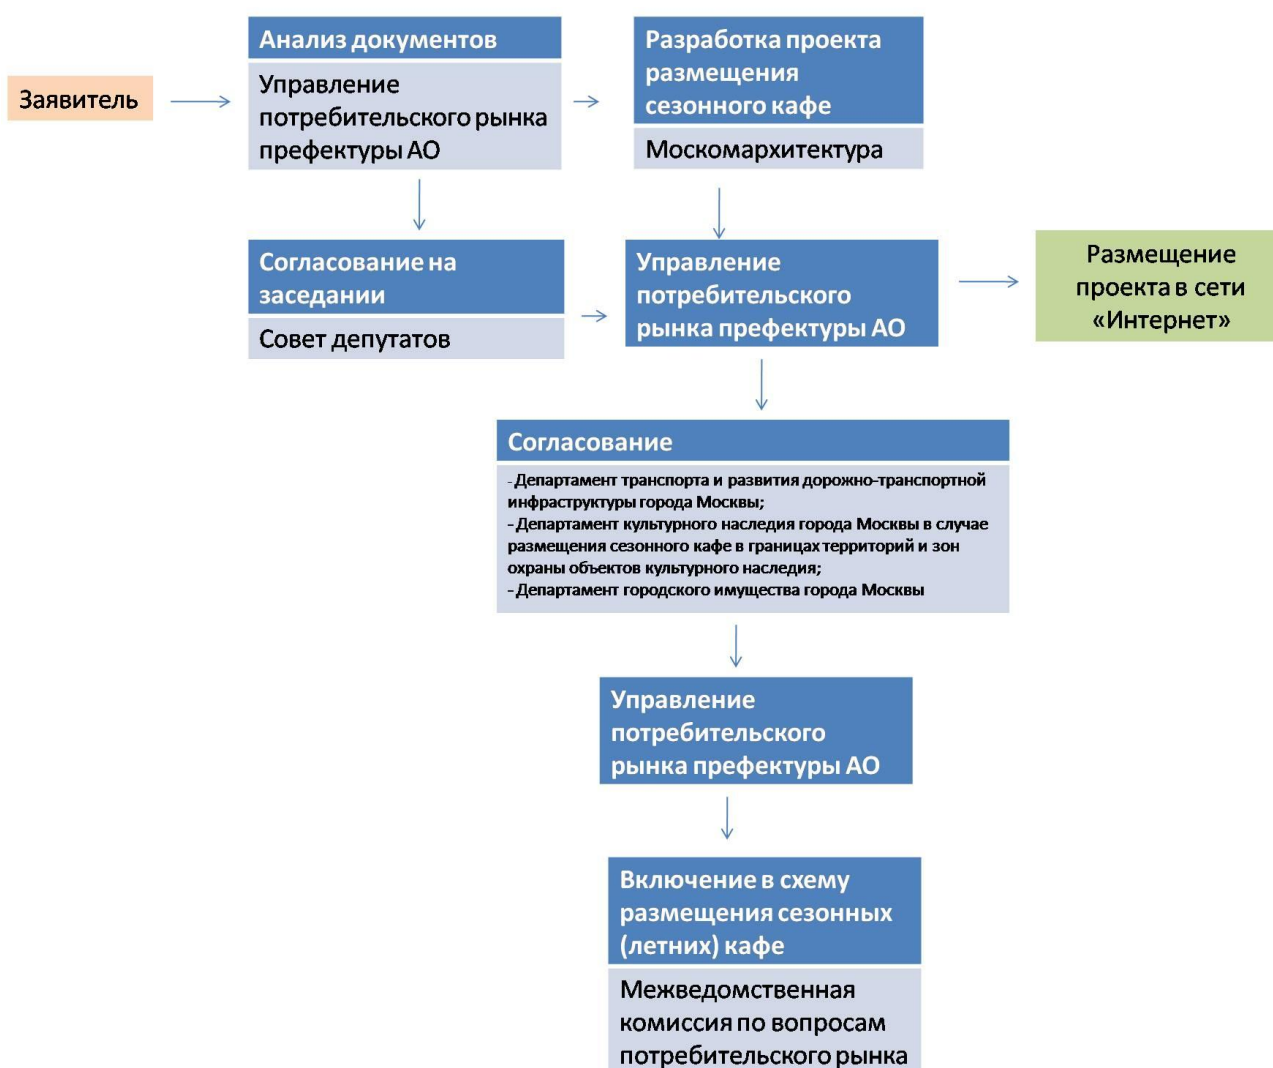 Заявитель
Анализ документов
Управление
потребительского рынка
префектуры АО
Разработка проекта
размещения
сезонного кафе
Москомархитектура
Согласование на
заседании
Совет депутатов
Управление
потребительского
рынка префектуры АО
Размещение
проекта в сети
«Интернет»
Согласование
- Департамент транспорта и развития дорожно-транспортной
инфраструктуры города Москвы;
- Департамент культурного наследия города Москвы в случае
размещения сезонного кафе в границах территорий и зон
охраны объектов культурного наследия;
- Департамент городского имущества города Москвы
Управление
потребительского
рынка префектуры АО
Включение в схему
размещения сезонных
(летних) кафе
Межведомственная
комиссия по вопросам
потребительского рынка